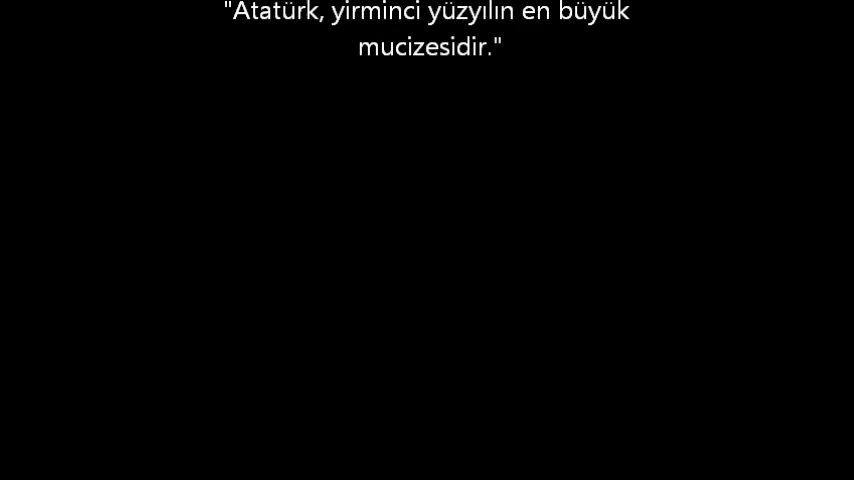 "Atatürk, yirminci yüzyılın en büyük
mucizesidir."